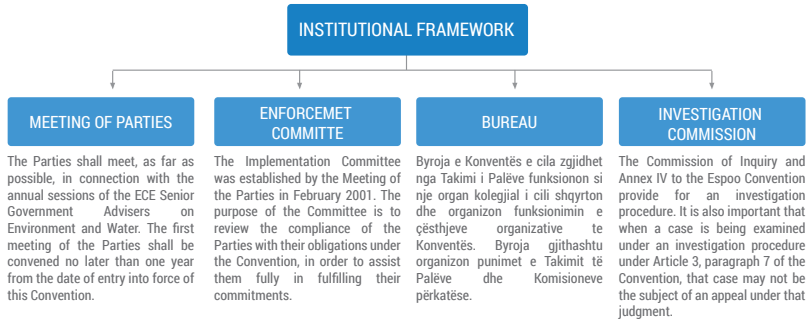 INSTITUTIONAL FRAMEWORK
MEETING OF PARTIES
The Parties shall meet, as far as
possible, in connection with the
annual sessions of the ECE Senior
Government Advisers on
Environment and Water. The first
meeting of the Parties shall be
convened no later than one year
from the date of entry into force of
this Convention.
ENFORCEMET
COMMITTE
The Implementation Committee
was established by the Meeting of
the Parties in February 2001. The
purpose of the Committee is to
review the compliance of the
Parties with their obligations under
the Convention, in order to assist
them fully in fulfilling their
commitments.
BUREAU
Byroja e Konventës e cila zgjidhet
nga Takimi i Palëve funksionon si
nje organ kolegjial i cili shqyrton
dhe organizon funksionimin e
çësthjeve organizative te
Konventës. Byroja gjithashtu
organizon punimet e Takimit të
Palëve dhe Komisioneve
përkatëse.
INVESTIGATION
COMMISSION
The Commission of Inquiry and
Annex IV to the Espoo Convention
provide for an investigation
procedure. It is also important that
when a case is being examined
under an investigation procedure
under Article 3, paragraph 7 of the
Convention, that case may not be
the subject of an appeal under that
judgment.